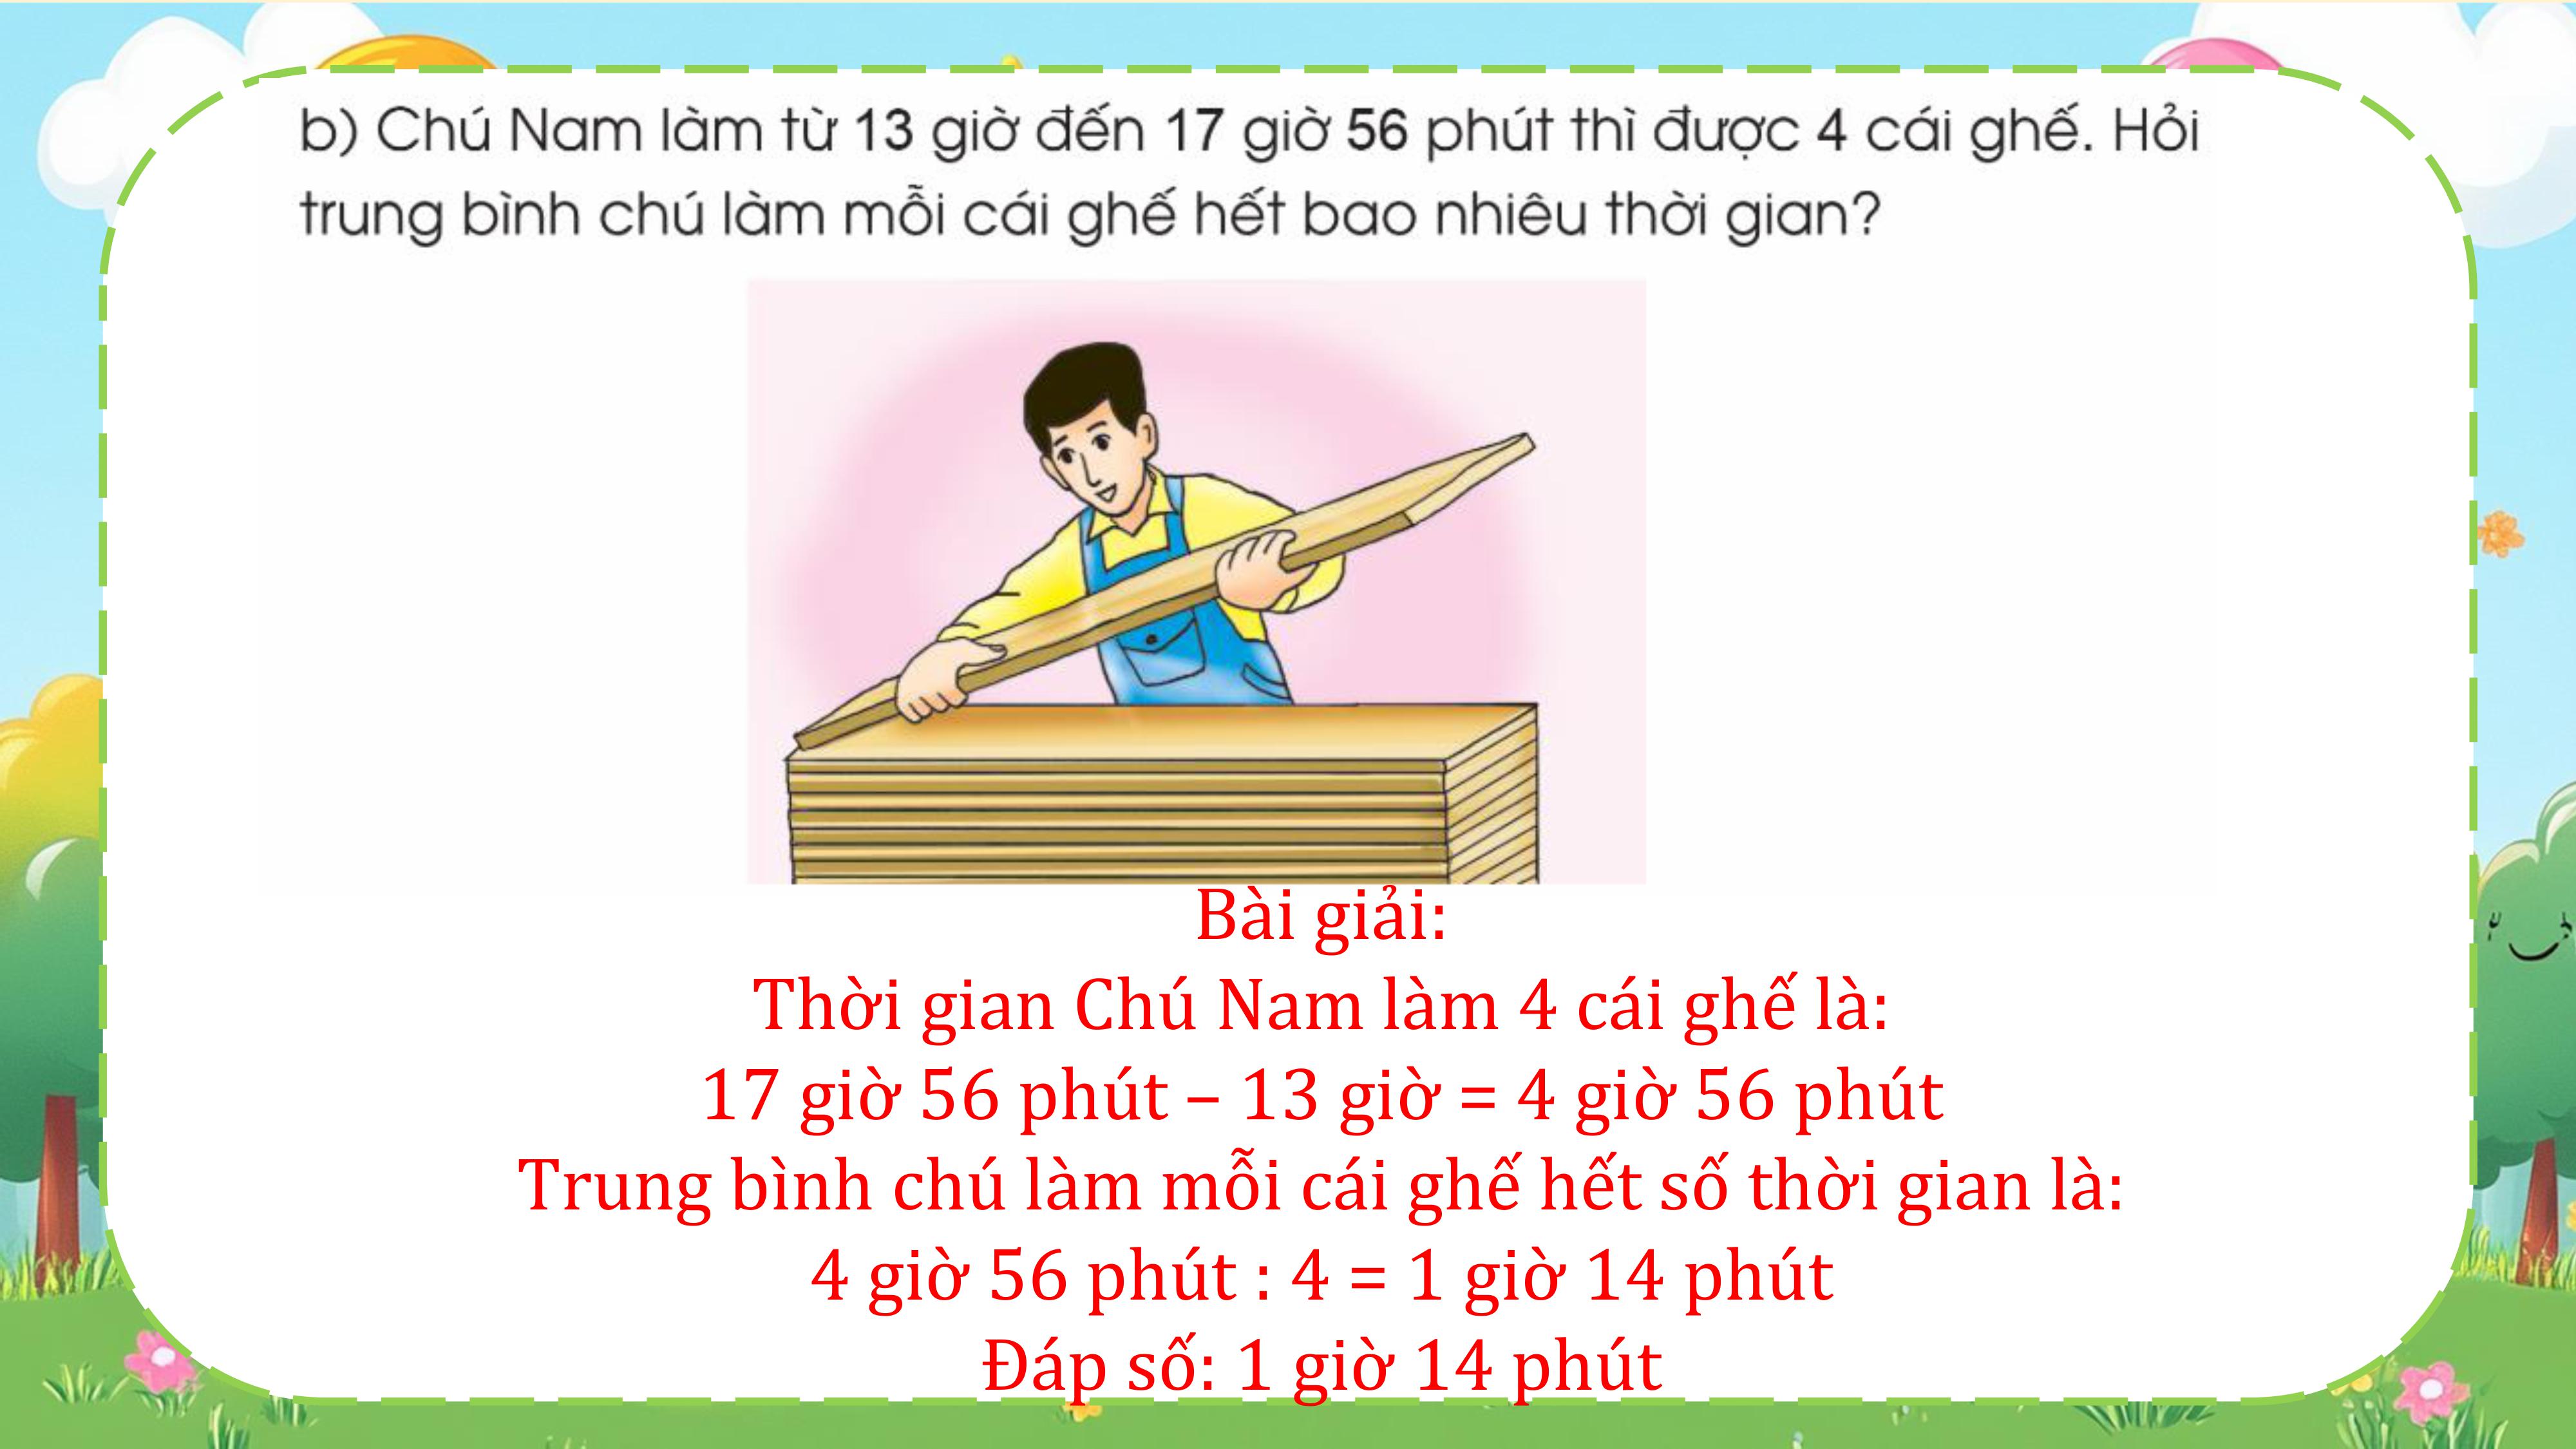 b) Chú Nam làm từ 13 giờ đến 17 giờ 56 phút thì được 4 cái ghế. Hỏi
trung bình chú làm mỗi cái ghế hết bao nhiêu thời gian?
Bài giải:
Thời gian Chú Nam làm 4 cái ghế là:
17 giờ 56 phút – 13 giờ = 4 giờ 56 phút
Trung bình chú làm mỗi cái ghế hết số thời gian là:
4 giờ 56 phút : 4 = 1 giờ 14 phút
Đáp số: 1 giờ 14 phút